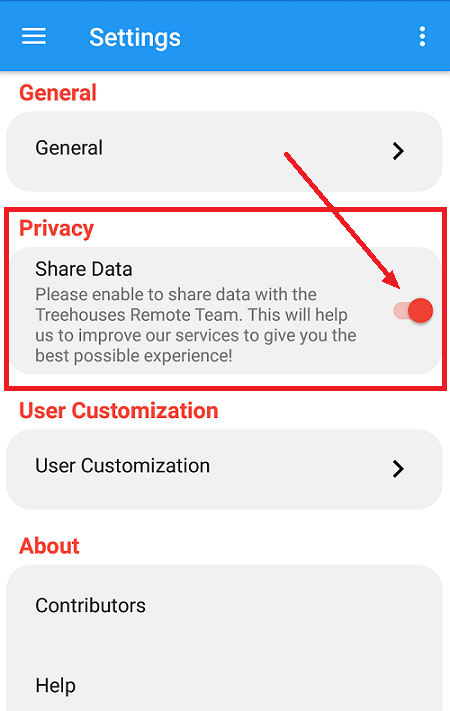 Settings
General
General
Privacy
Share Data
Please enable to share data with the
Treehouses Remote Team. This will help
us to improve our services to give you the
best possible experience!
User Customization
User Customization
About
Contributors
Help